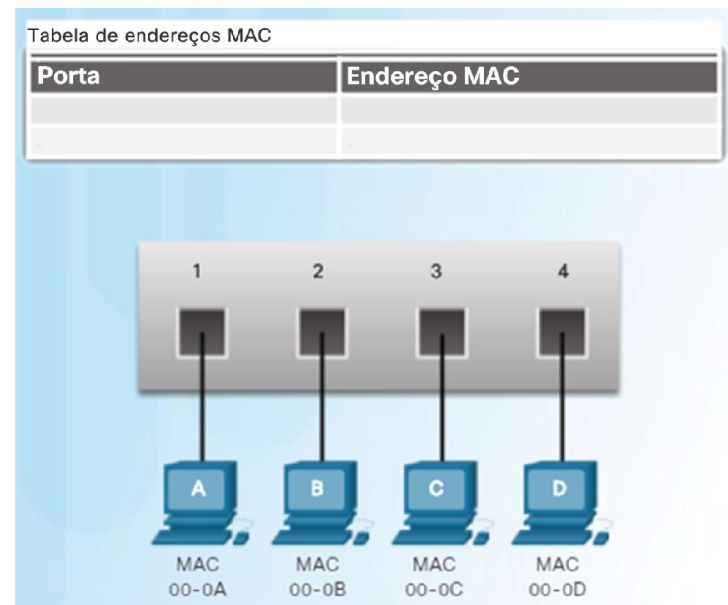 Tabela de endereços MAC
Porta Endereço MAC
1 2 3 4
A B C D
MAC MAC MAC MAC
00-0A 00-0B 00-0C 00-0D